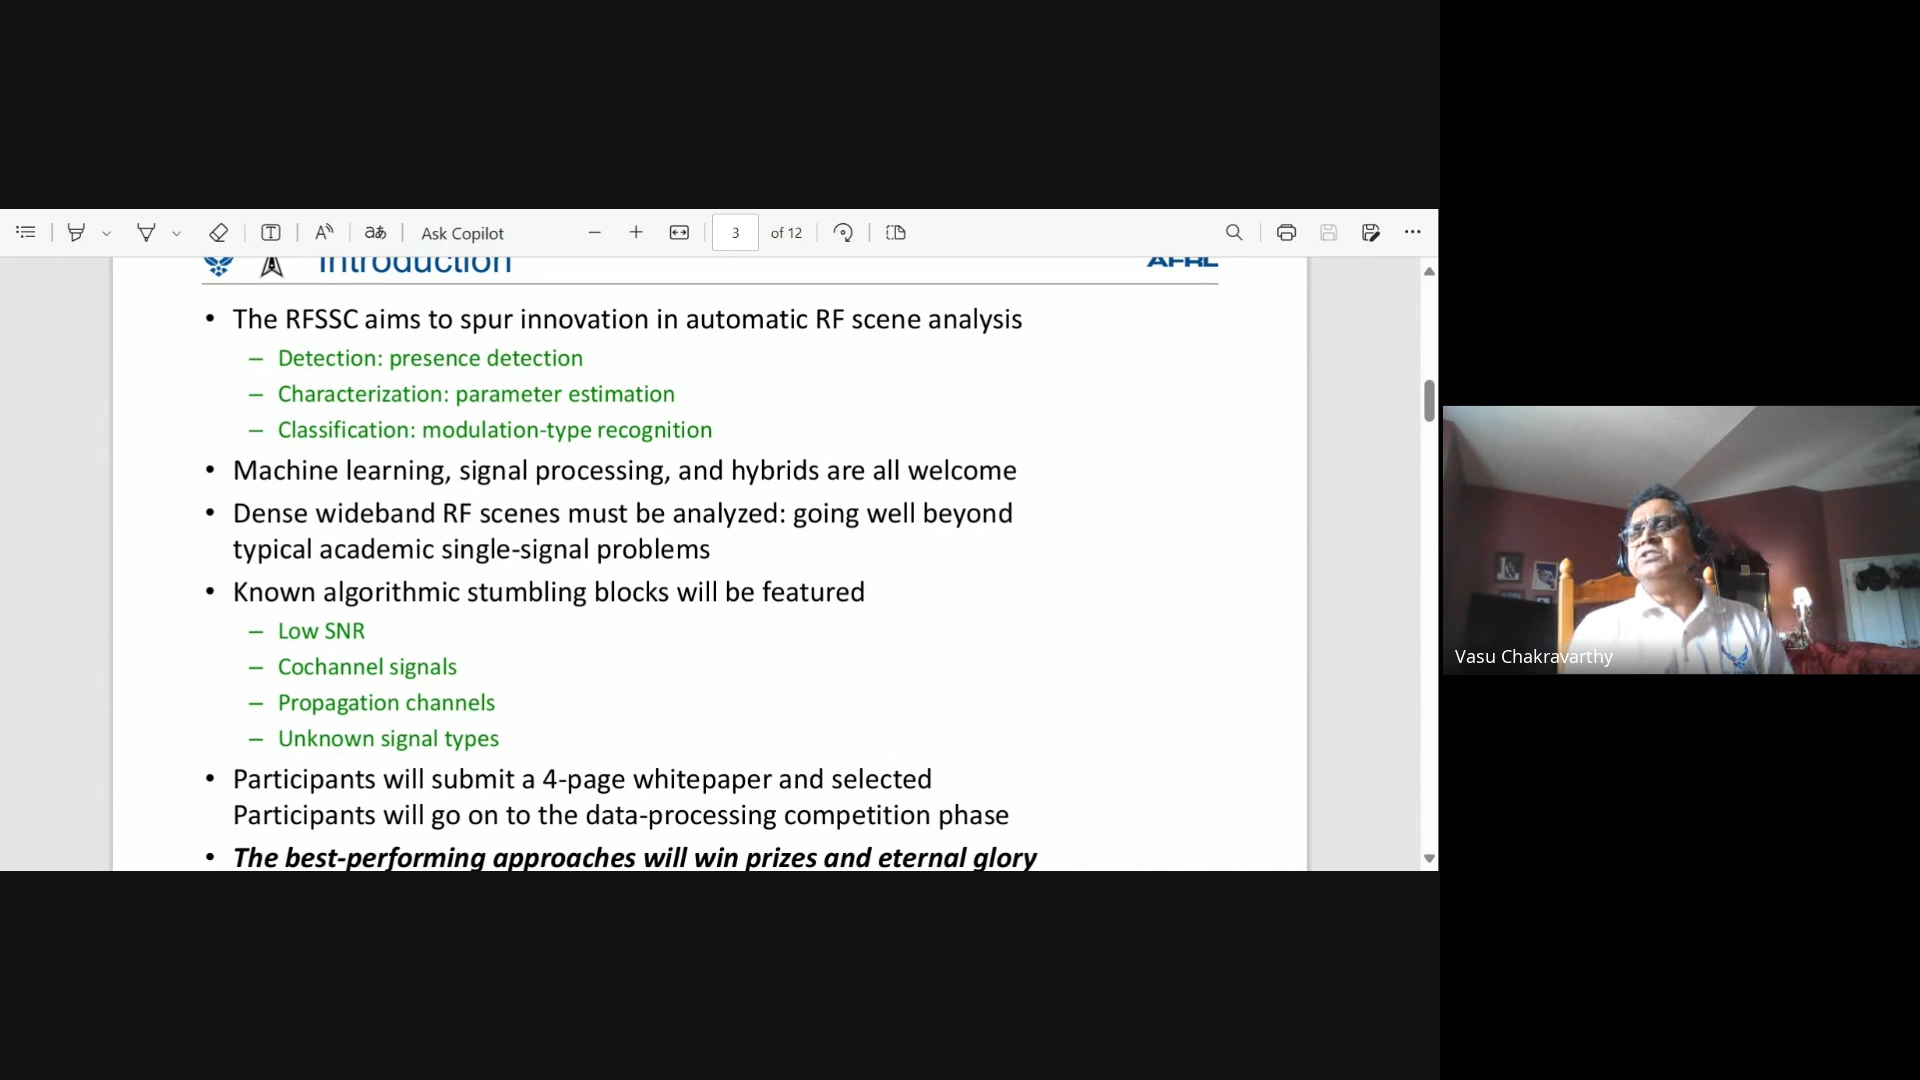 Ask Copilot
3 of 12
Introduction
AFRL
• The RFSSC aims to spur innovation in automatic RF scene analysis
– Detection: presence detection
– Characterization: parameter estimation
– Classification: modulation-type recognition
• Machine learning, signal processing, and hybrids are all welcome
• Dense wideband RF scenes must be analyzed: going well beyond
typical academic single-signal problems
• Known algorithmic stumbling blocks will be featured
– Low SNR
– Cochannel signals
– Propagation channels
– Unknown signal types
• Participants will submit a 4-page whitepaper and selected
Participants will go on to the data-processing competition phase
• The best-performing approaches will win prizes and eternal glory
Vasu Chakravarthy